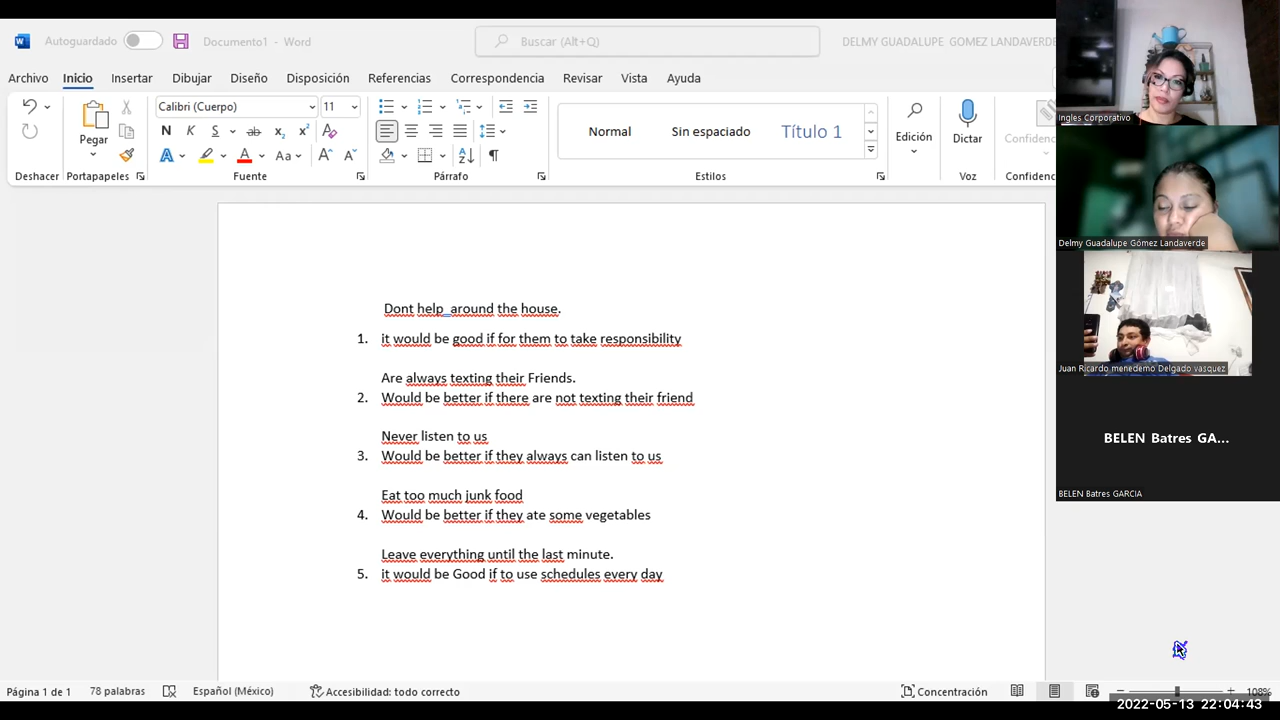 Autoguardado
Documento1 - Word
Buscar (Alt+Q)
DELMY GUADALUPE GOMEZ LANDAVERDE
Archivo Inicio Insertar Dibujar Diseño Disposición Referencias Correspondencia Revisar Vista Ayuda
Calibri (Cuerpo) 11
Pegar
N K S ab x₂ x²
A A Aa A A
Normal
Sin espaciado
Título 1
Edición
Dictar
Confidenc
Deshacer Portapapeles Fuente Párrafo Estilos Voz Confidenc
Dont help around the house.
1. it would be good if for them to take responsibility
Are always texting their Friends.
2. Would be better if there are not texting their friend
Never listen to us
3. Would be better if they always can listen to us
Eat too much junk food
4. Would be better if they ate some vegetables
Leave everything until the last minute.
5. it would be Good if to use schedules every day
Página 1 de 1 78 palabras Español (México) Accesibilidad: todo correcto Concentración 108%
Ingles Corporativo
Delmy Guadalupe Gómez Landaverde
Juan Ricardo menedemo Delgado vasquez
BELEN Batres GA...
BELEN Batres GARCIA
2022-05-13 22:04:43